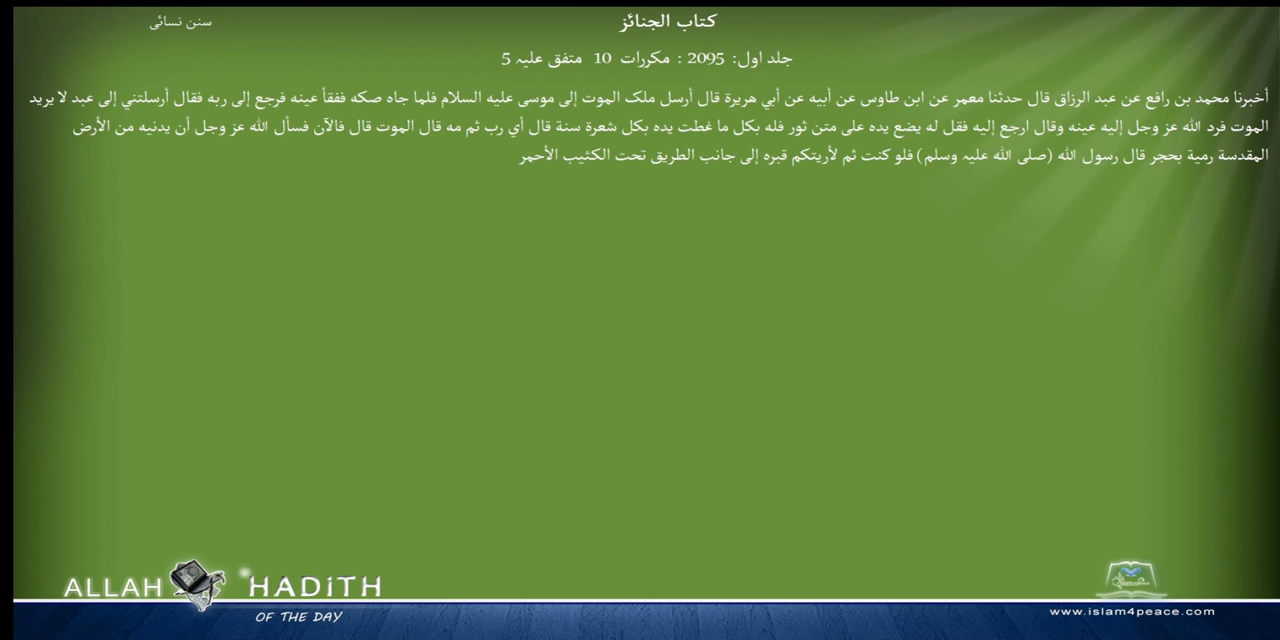 كتاب الجنائز
سنن نسائی
جلد اول: 2095 : مکررات 10 متفق علیہ 5
أخبرنا محمد بن رافع عن عبد الرزاق قال حدثنا معمر عن ابن طاوس عن أبيه عن أبي هريرة قال أرسل ملک الموت إلى موسى عليه السلام فلما جاه صكه ففقأ عينه فرجع إلى ربه فقال أرسلتني إلى عبد لا يريد
الموت فرد الله عز وجل إليه عينه وقال ارجع إليه فقل له يضع يده على متن ثور فله بكل ما غطت يده بكل شعرة سنة قال أي رب ثم مه قال الموت قال فالآن فسأل الله عز وجل أن يدنيه من الأرض
المقدسة رمية بحجر قال رسول الله (صلی الله علیہ وسلم) فلو كنت ثم لأريتكم قبره إلى جانب الطريق تحت الكثيب الأحمر
ALLAH HADITH
OF THE DAY
www.islam4peace.com